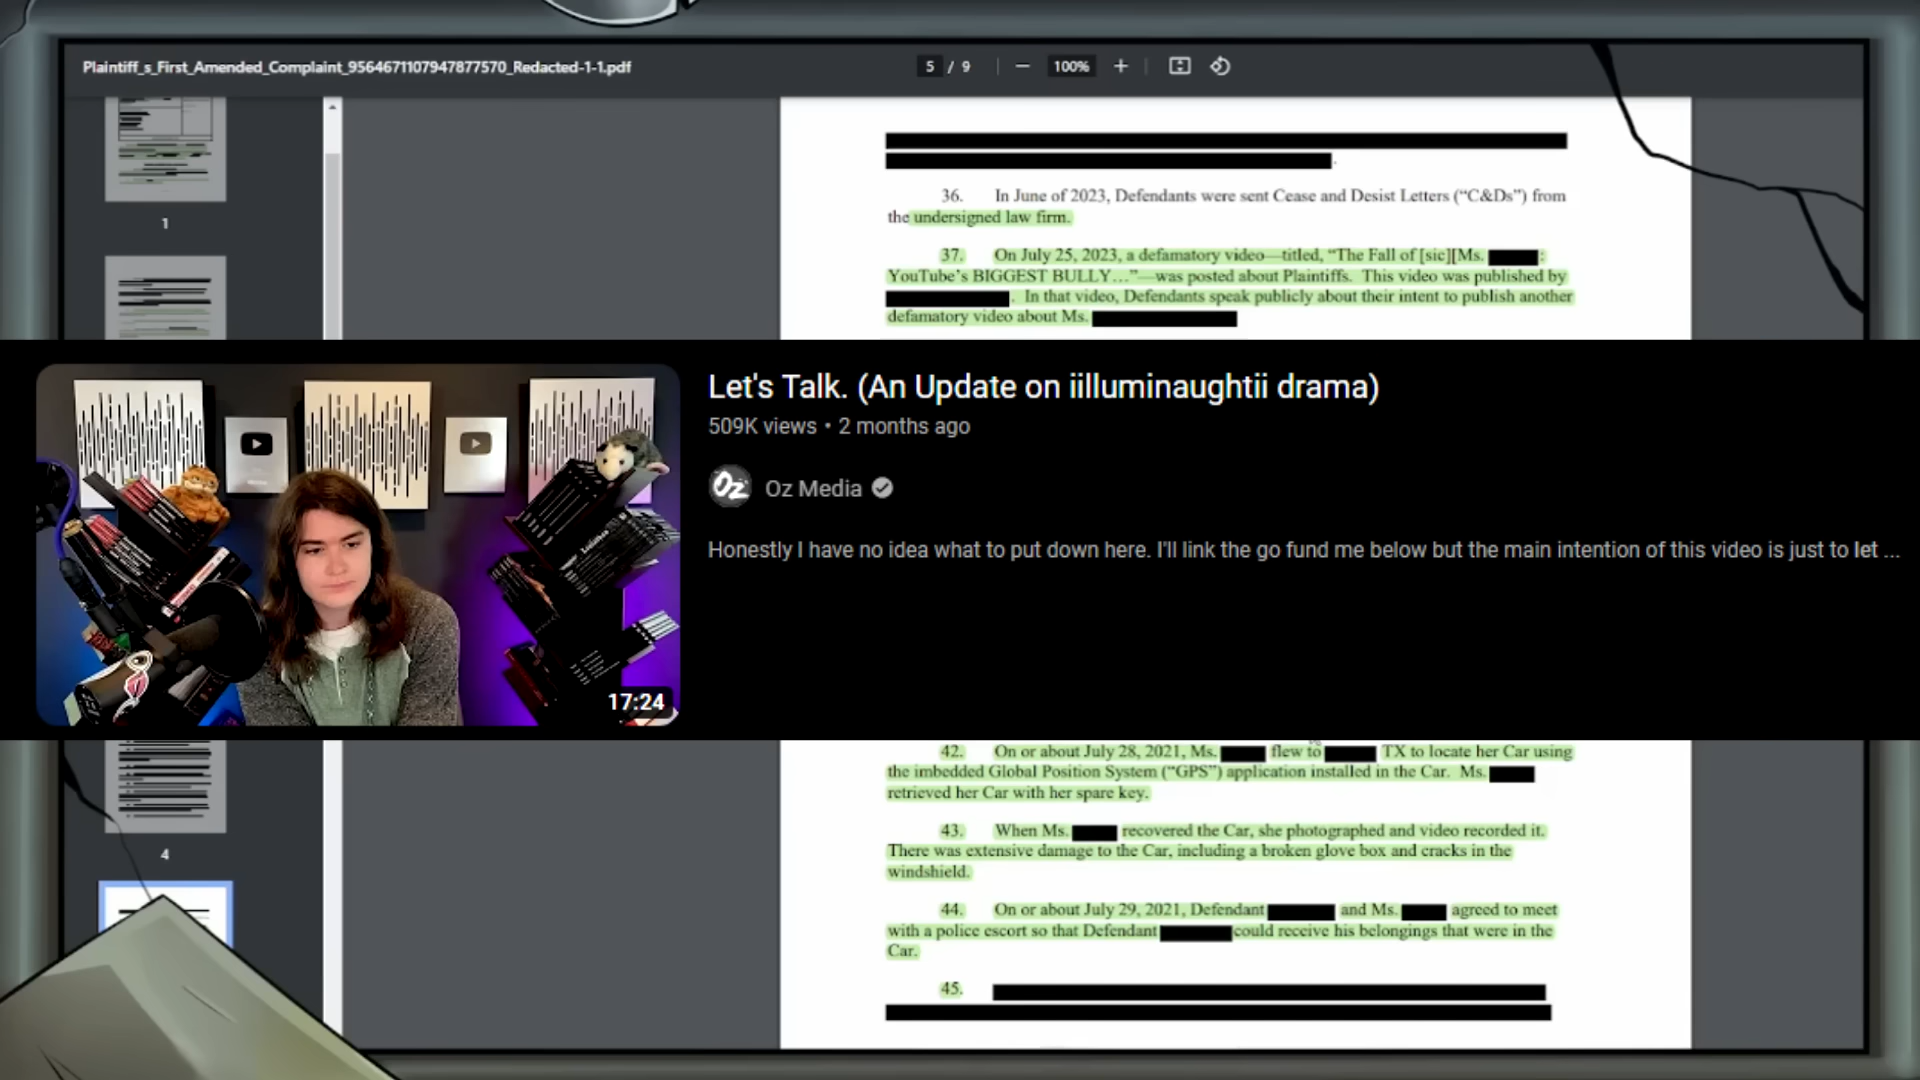 Plaintiff_s_First_Amended_Complaint_9564671107947877570_Redacted-1-1.pdf
5 / 9
100%
1
36. In June of 2023, Defendants were sent Cease and Desist Letters (“C&Ds”) from
the undersigned law firm.
37. On July 25, 2023, a defamatory video—titled, “The Fall of [sic][Ms. :
YouTube’s BIGGEST BULLY…”—was posted about Plaintiffs. This video was published by
. In that video, Defendants speak publicly about their intent to publish another
defamatory video about Ms.
17:24
Let's Talk. (An Update on iilluminaughtii drama)
509K views • 2 months ago
Oz
Oz Media
Honestly I have no idea what to put down here. I'll link the go fund me below but the main intention of this video is just to let ...
4
42. On or about July 28, 2021, Ms. flew to TX to locate her Car using
the imbedded Global Position System (“GPS”) application installed in the Car. Ms.
retrieved her Car with her spare key.
43. When Ms. recovered the Car, she photographed and video recorded it.
There was extensive damage to the Car, including a broken glove box and cracks in the
windshield.
44. On or about July 29, 2021, Defendant and Ms. agreed to meet
with a police escort so that Defendant could receive his belongings that were in the
Car.
45.